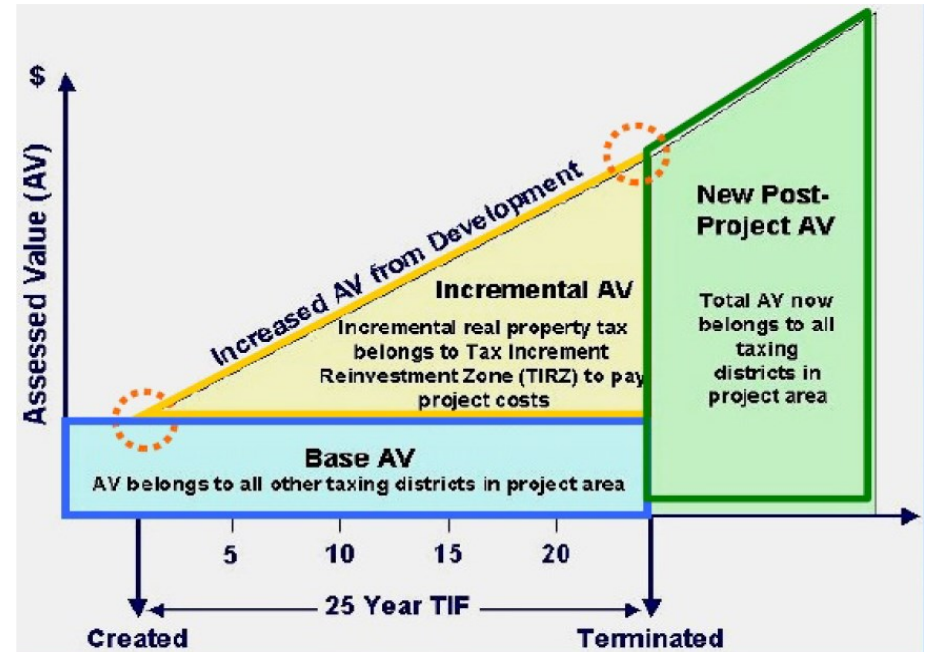 $
Assessed Value (AV)
Increased AV from Development
New Post-
Project AV
Total AV now
belongs to all
taxing
districts in
project area
Incremental AV
Incremental real property tax
belongs to Tax Increment
Reinvestment Zone (TIRZ) to pay
project costs
Base AV
AV belongs to all other taxing districts in project area
5 10 15 20
25 Year TIF
Created Terminated